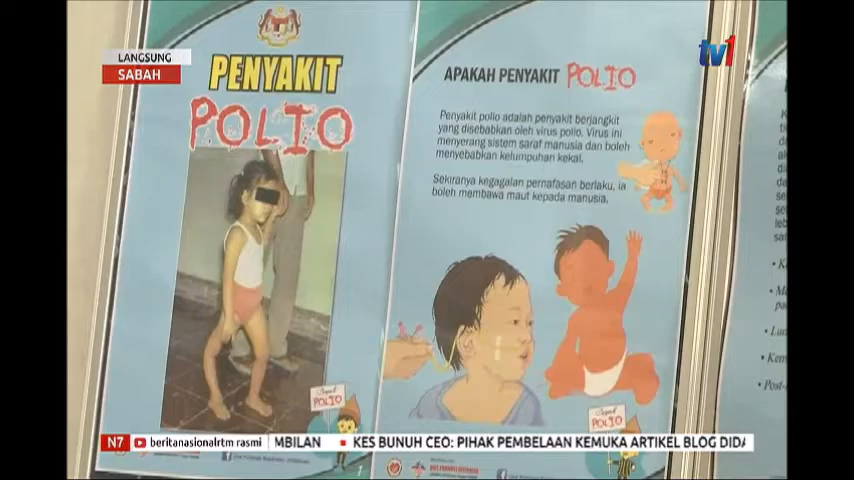 LANGSUNG
SABAH
tv1
PENYAKIT
POLIO
APAKAH PENYAKIT POLIO
Penyakit polio adalah penyakit berjangkit
yang disebabkan oleh virus polio. Virus ini
menyerang sistem saraf manusia dan boleh
menyebabkan kelumpuhan kekal.
Sekiranya kegagalan pernafasan berlaku, ia
boleh membawa maut kepada manusia.
POLIO
POLIO
N7 beritanasionalrtm rasmi MBILAN KES BUNUH CEO: PIHAK PEMBELAAN KEMUKA ARTIKEL BLOG DIDA